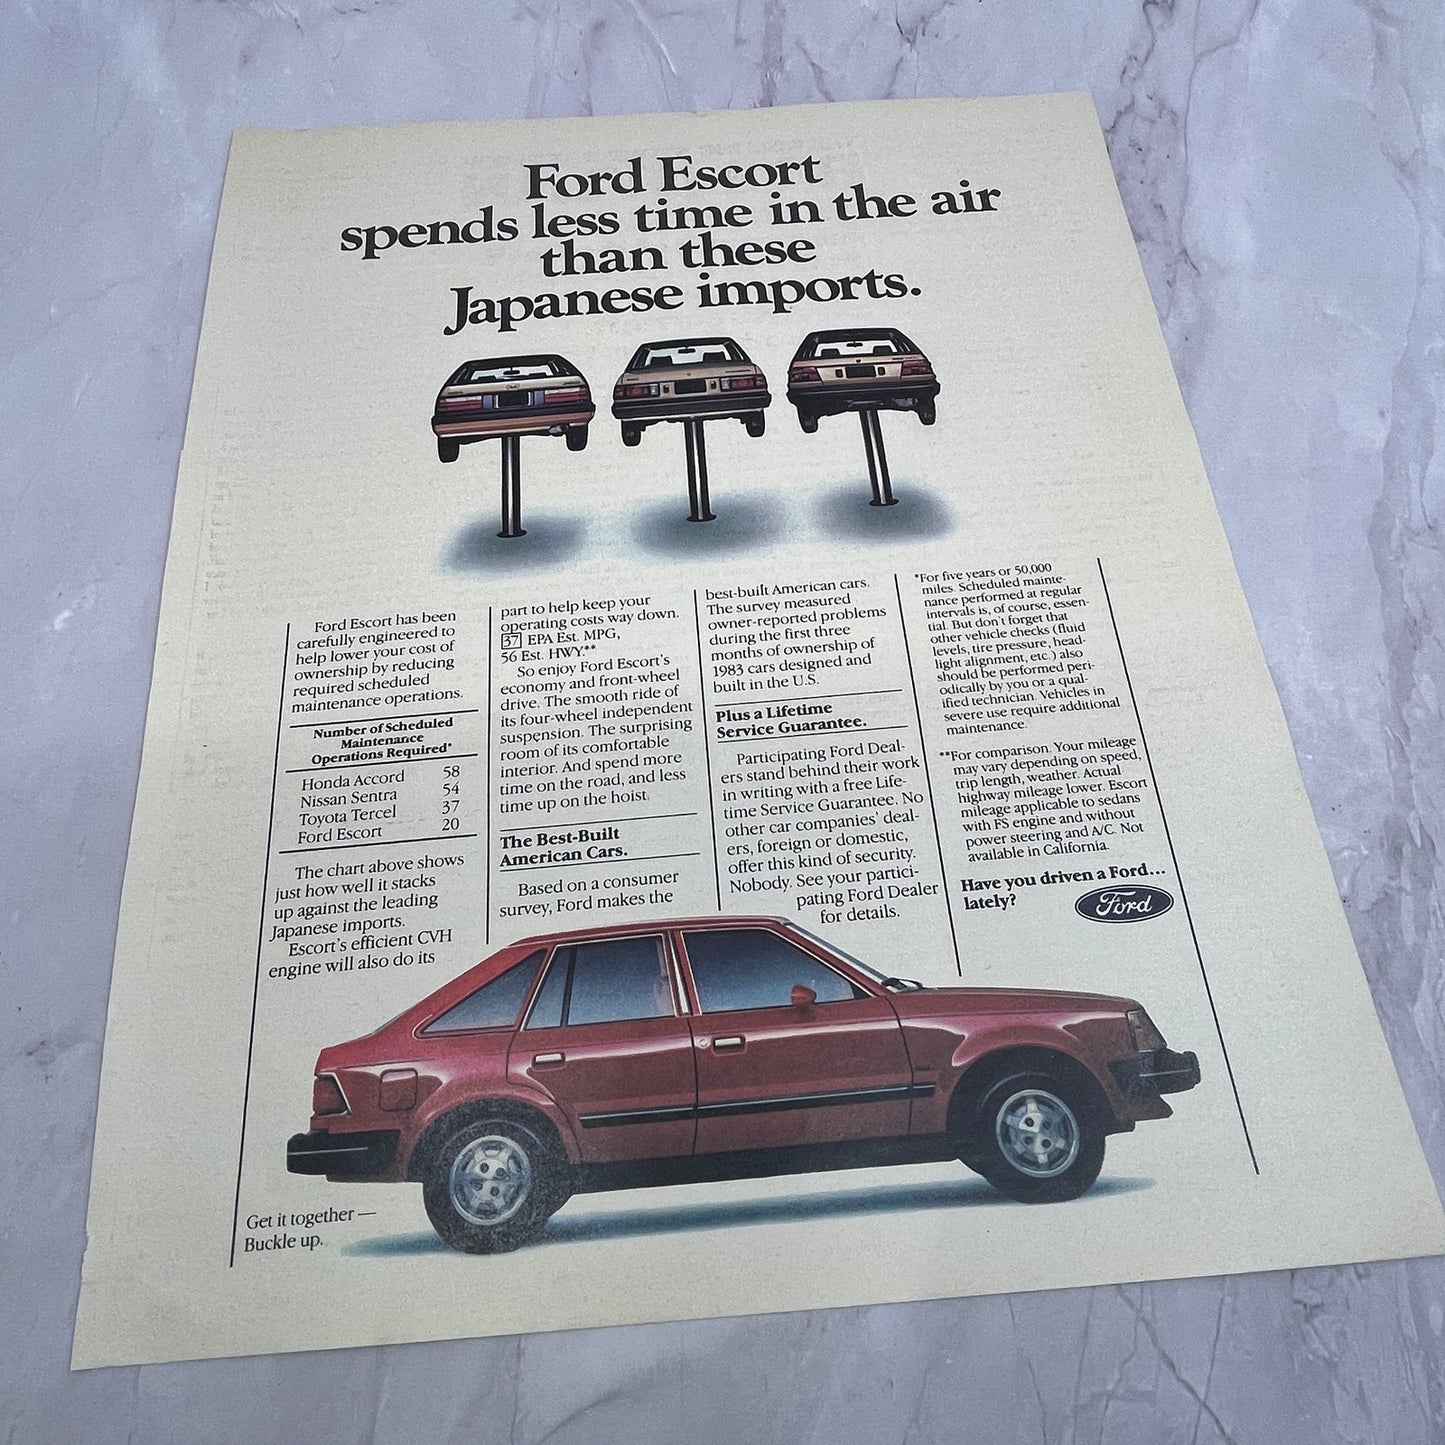 Ford Escort
spends less time in the air
than these
Japanese imports.
Ford Escort has been
carefully engineered to
help lower your cost of
ownership by reducing
required scheduled
maintenance operations.
Number of Scheduled
Maintenance
Operations Required*
Honda Accord 58
Nissan Sentra 54
Toyota Tercel 37
Ford Escort 20
The chart above shows
just how well it stacks
up against the leading
Japanese imports.
Escort's efficient CVH
engine will also do its
part to help keep your
operating costs way down.
37 EPA Est. MPG,
56 Est. HWY.**
So enjoy Ford Escort's
economy and front-wheel
drive. The smooth ride of
its four-wheel independent
suspension. The surprising
room of its comfortable
interior. And spend more
time on the road, and less
time up on the hoist.
The Best-Built
American Cars.
Based on a consumer
survey, Ford makes the
best-built American cars.
The survey measured
owner-reported problems
during the first three
months of ownership of
1983 cars designed and
built in the U.S.
Plus a Lifetime
Service Guarantee.
Participating Ford Deal-
ers stand behind their work
in writing with a free Life-
time Service Guarantee. No
other car companies' deal-
ers, foreign or domestic,
offer this kind of security.
Nobody. See your partici-
pating Ford Dealer
for details.
*For five years or 50,000
miles. Scheduled mainte-
nance performed at regular
intervals is, of course, essen-
tial. But don't forget that
other vehicle checks (fluid
levels, tire pressure, head-
light alignment, etc.) also
should be performed peri-
odically by you or a qual-
ified technician. Vehicles in
severe use require additional
maintenance.
**For comparison. Your mileage
may vary depending on speed,
trip length, weather. Actual
highway mileage lower. Escort
mileage applicable to sedans
with FS engine and without
power steering and A/C. Not
available in California.
Have you driven a Ford...
lately?
Ford
Get it together—
Buckle up.